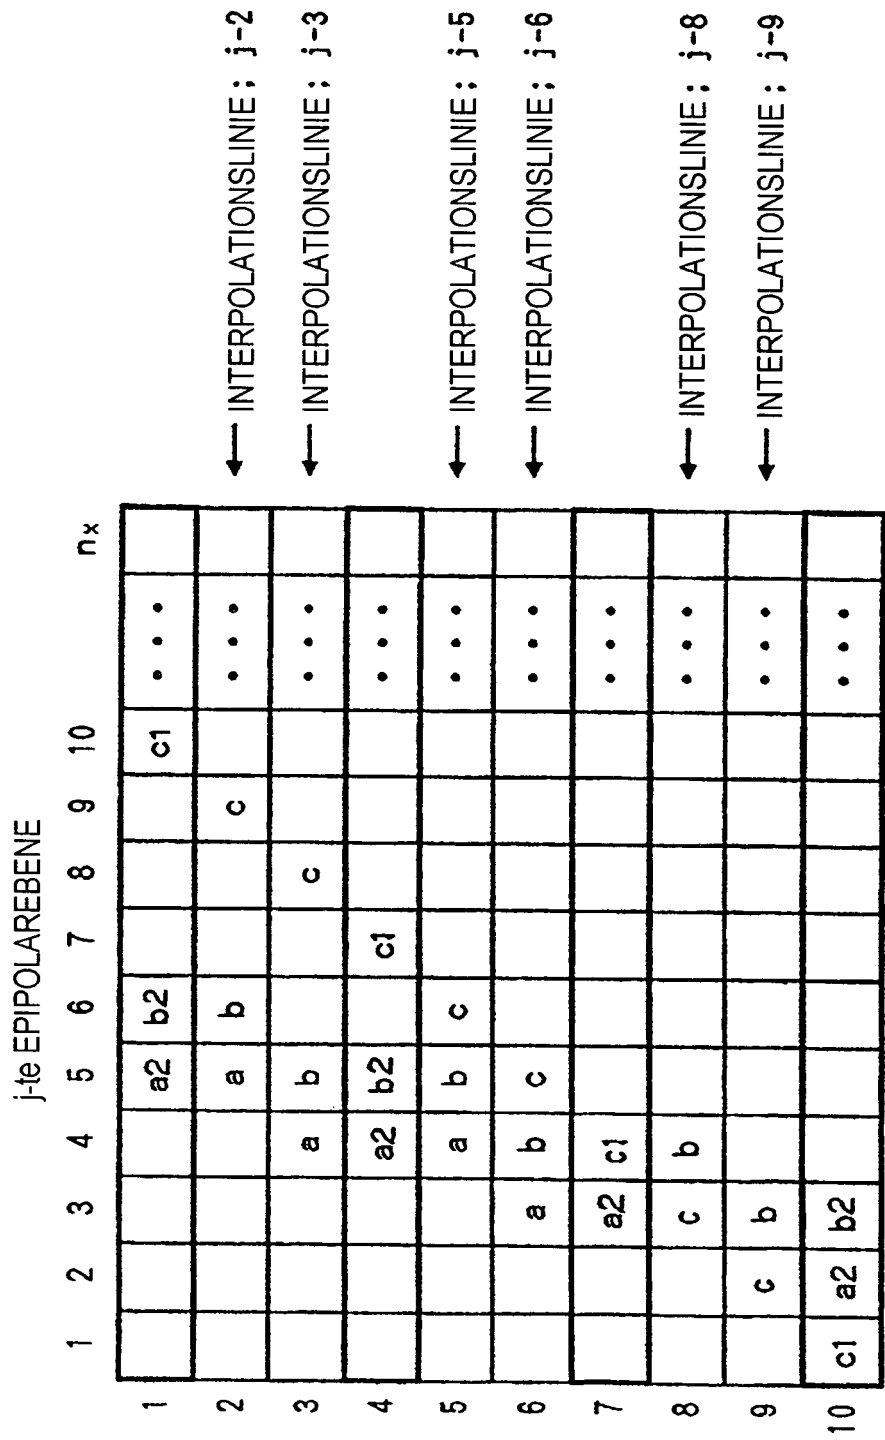 j-te EPIPOLAREBENE
1 2 3 4 5 6 7 8 9 10 nx
1 a2 b2 c1 •••
2 a b c ••• ← INTERPOLATIONSLINIE; j-2
3 a b c ••• ← INTERPOLATIONSLINIE; j-3
4 a2 b2 c1 •••
5 a b c ••• ← INTERPOLATIONSLINIE; j-5
6 a b c ••• ← INTERPOLATIONSLINIE; j-6
7 a2 c1 •••
8 c b ••• ← INTERPOLATIONSLINIE; j-8
9 c b ••• ← INTERPOLATIONSLINIE; j-9
10 c1 a2 b2 •••